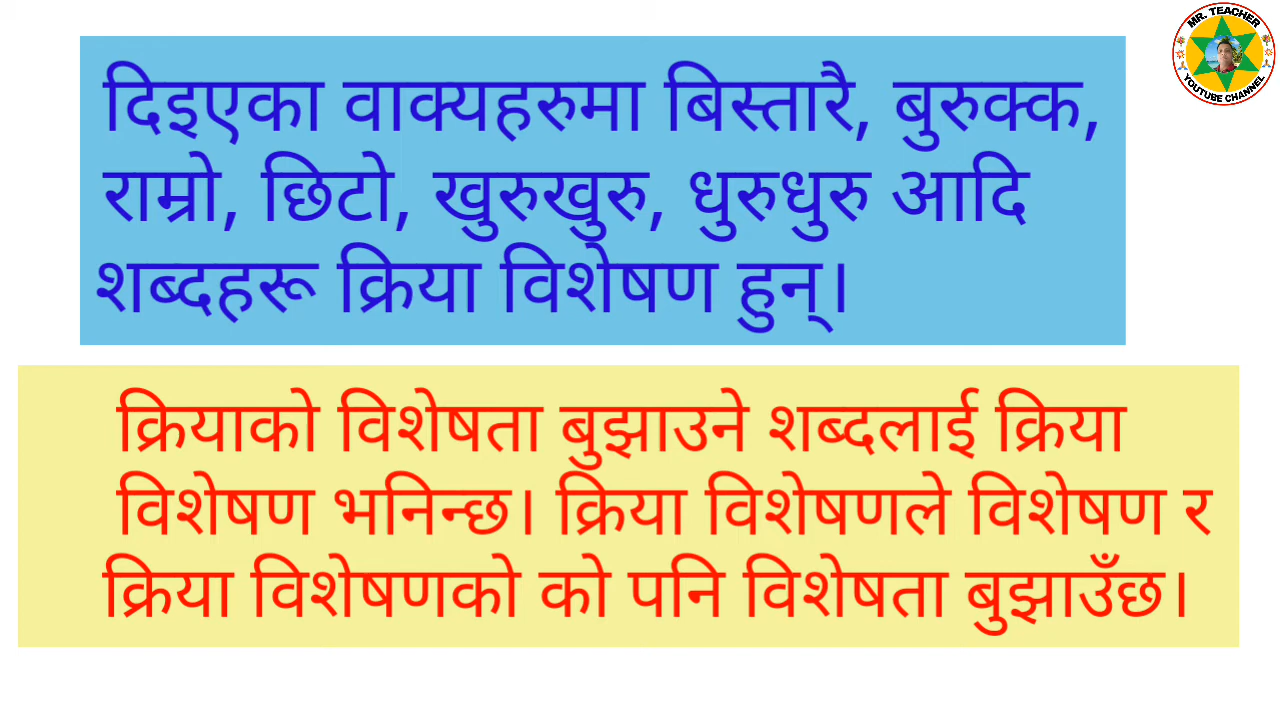 MR. TEACHER
YOUTUBE CHANNEL
दिइएका वाक्यहरुमा बिस्तारै, बुरुक्क,
राम्रो, छिटो, खुरुखुरु, धुरुधुरु आदि
शब्दहरू क्रिया विशेषण हुन्।
क्रियाको विशेषता बुझाउने शब्दलाई क्रिया
विशेषण भनिन्छ। क्रिया विशेषणले विशेषण र
क्रिया विशेषणको को पनि विशेषता बुझाउँछ।